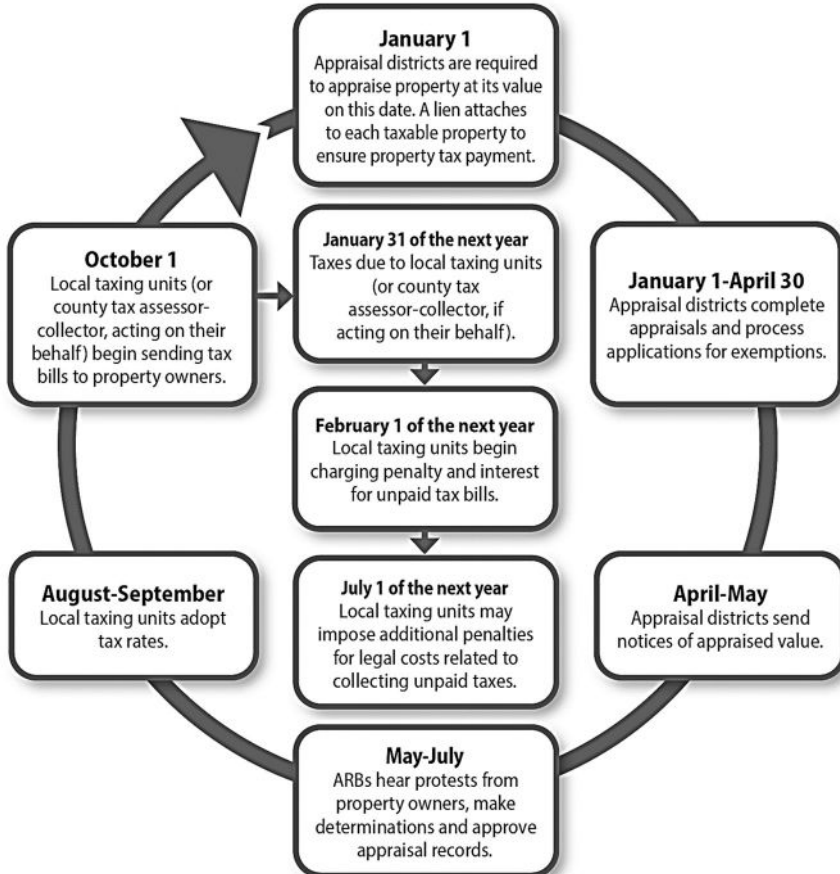 January 1
Appraisal districts are required
to appraise property at its value
on this date. A lien attaches
to each taxable property to
ensure property tax payment.
January 1-April 30
Appraisal districts complete
appraisals and process
applications for exemptions.
April-May
Appraisal districts send
notices of appraised value.
May-July
ARBs hear protests from
property owners, make
determinations and approve
appraisal records.
August-September
Local taxing units adopt
tax rates.
October 1
Local taxing units (or
county tax assessor-
collector, acting on their
behalf) begin sending tax
bills to property owners.
January 31 of the next year
Taxes due to local taxing units
(or county tax
assessor-collector, if
acting on their behalf).
February 1 of the next year
Local taxing units begin
charging penalty and interest
for unpaid tax bills.
July 1 of the next year
Local taxing units may
impose additional penalties
for legal costs related to
collecting unpaid taxes.